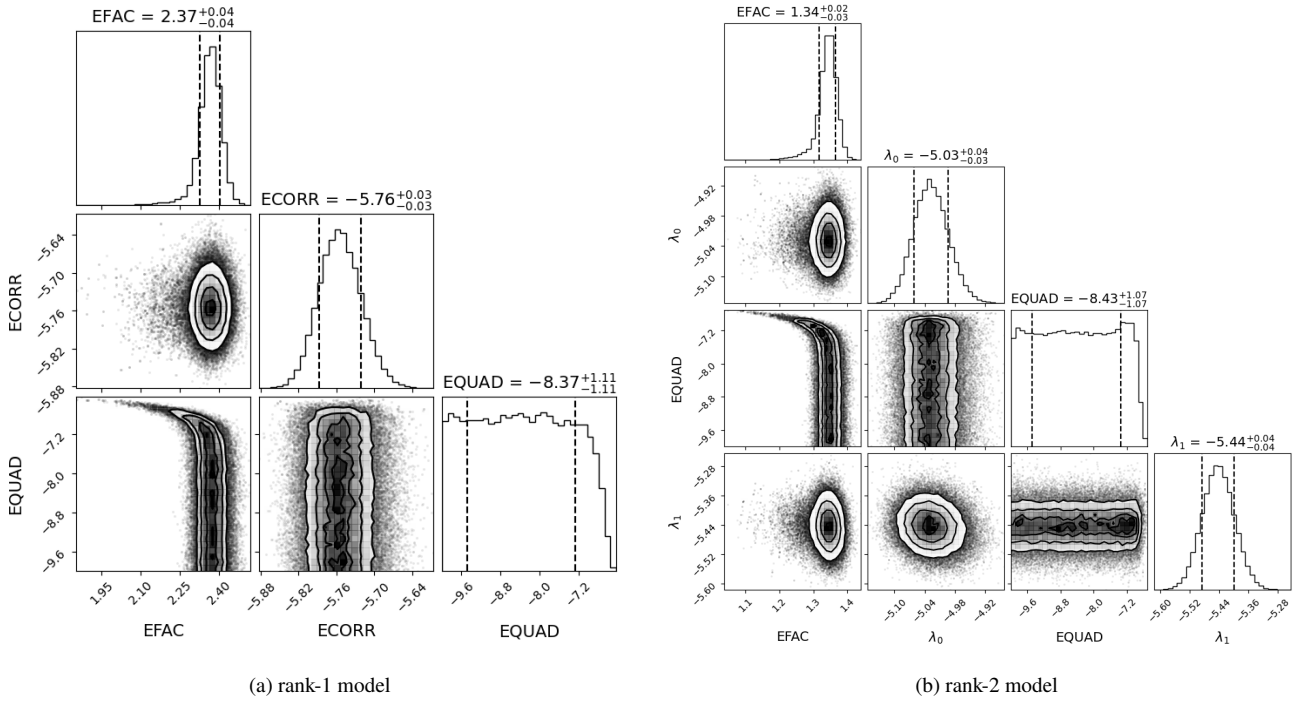 EFAC = 2.37 +0.04 −0.04
−5.64
−5.70
−5.76
−5.82
−5.88
ECORR
ECORR = −5.76 +0.03 −0.03
−7.2
−8.0
−8.8
−9.6
EQUAD
EQUAD = −8.37 +1.11 −1.11
1.95 2.10 2.25 2.40
−5.88 −5.82 −5.76 −5.70 −5.64
−9.6 −8.8 −8.0 −7.2
EFAC ECORR EQUAD
(a) rank-1 model
EFAC = 1.34 +0.02 −0.03
−4.92
−4.98
−5.04
−5.10
λ0
λ0 = −5.03 +0.04 −0.03
−7.2
−8.0
−8.8
−9.6
EQUAD
EQUAD = −8.43 +1.07 −1.07
−5.28
−5.36
−5.44
−5.52
−5.60
λ1
λ1 = −5.44 +0.04 −0.04
1.1 1.2 1.3 1.4
−5.10 −5.04 −4.98 −4.92
−9.6 −8.8 −8.0 −7.2
−5.60 −5.52 −5.44 −5.36 −5.28
EFAC λ0 EQUAD λ1
(b) rank-2 model